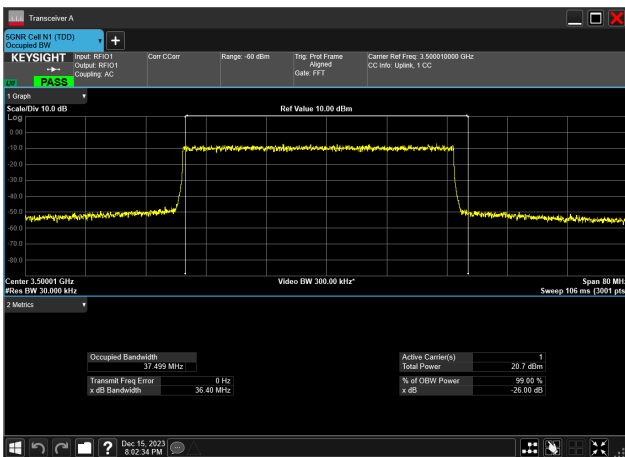 Transceiver A
5GNR Cell N1 (TDD)
Occupied BW
KEYSIGHT
LV
PASS
Input: RFIO1
Output: RFIO1
Coupling: AC
Corr CCorr
Range: -60 dBm
Trig: Prot Frame
Aligned
Gate: FFT
Carrier Ref Freq: 3.500010000 GHz
CC Info: Uplink, 1 CC
1 Graph
Scale/Div 10.0 dB
Ref Value 10.00 dBm
Log
0.00
-10.0
-20.0
-30.0
-40.0
-50.0
-60.0
-70.0
-80.0
Center 3.50001 GHz
Video BW 300.00 kHz*
Span 80 MHz
#Res BW 30.000 kHz
Sweep 106 ms (3001 pts
2 Metrics
Occupied Bandwidth
37.499 MHz
Transmit Freq Error 0 Hz
x dB Bandwidth 36.40 MHz
Active Carrier(s) 1
Total Power 20.7 dBm
% of OBW Power 99.00 %
x dB -26.00 dB
Dec 15, 2023
8:02:34 PM